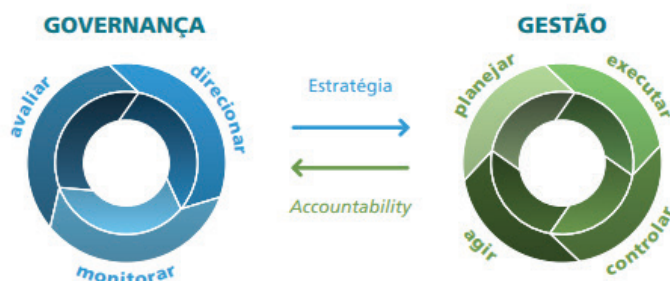 GOVERNANÇA
avaliar
direcionar
monitorar
Estratégia
Accountability
GESTÃO
planejar
executar
agir
controlar